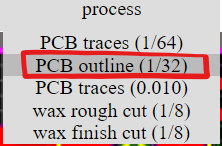 process
PCB traces (1/64)
PCB outline (1/32)
PCB traces (0.010)
wax rough cut (1/8)
wax finish cut (1/8)